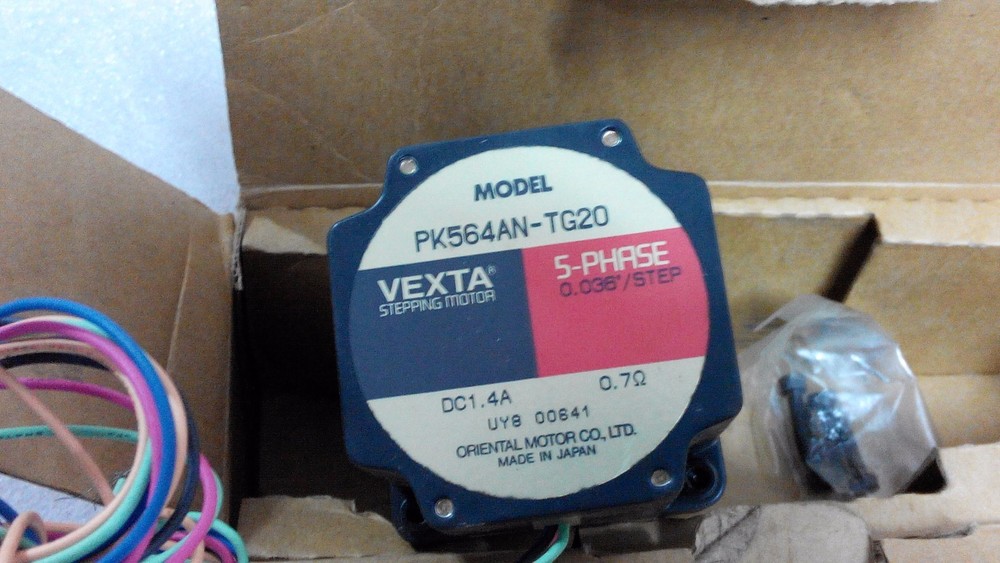 MODEL
PK564AN-TG20
VEXTA®
STEPPING MOTOR
5-PHASE
0.036°/STEP
DC1.4A 0.7Ω
UY8 00641
ORIENTAL MOTOR CO., LTD.
MADE IN JAPAN